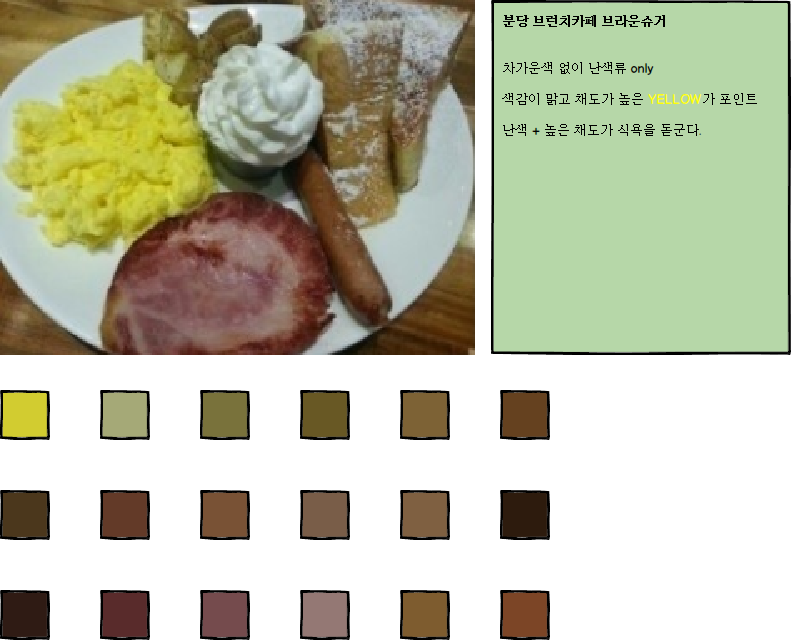 분당 브런치카페 브라운슈거
차가운색 없이 난색류 only
색감이 맑고 채도가 높은 YELLOW가 포인트
난색 + 높은 채도가 식욕을 돋군다.